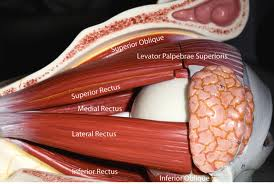 Superior Oblique
Levator Palpebrae Superioris
Superior Rectus
Medial Rectus
Lateral Rectus
Inferior Rectus
Inferior Oblique